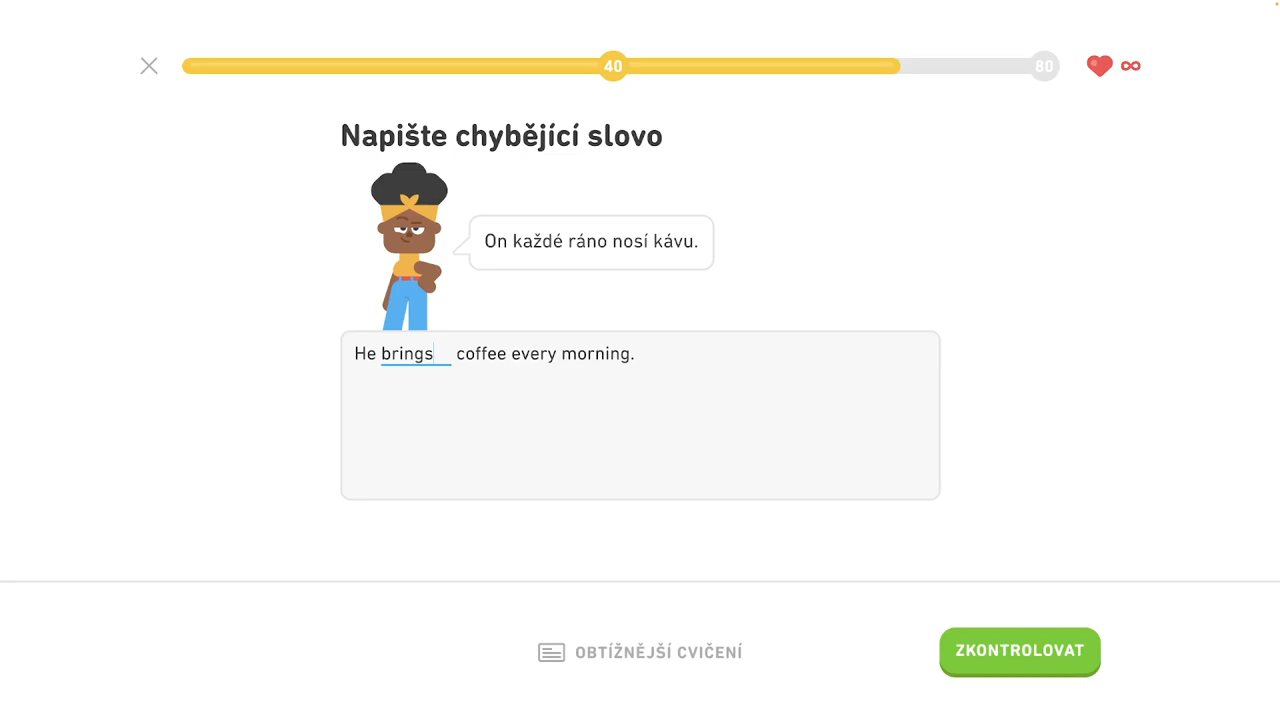 40
80
∞
Napište chybějící slovo
On každé ráno nosí kávu.
He brings coffee every morning.
OBTÍŽNĚJŠÍ CVIČENÍ
ZKONTROLOVAT